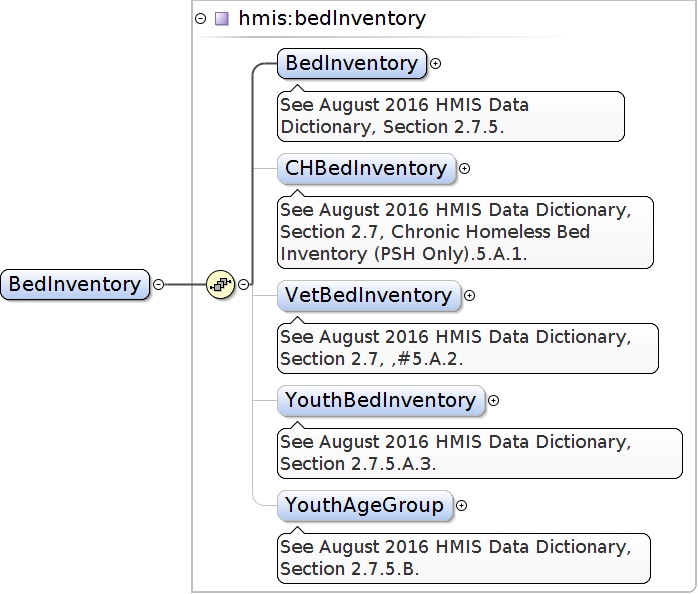 hmis:bedInventory
BedInventory
See August 2016 HMIS Data
Dictionary, Section 2.7.5.
CHBedInventory
See August 2016 HMIS Data Dictionary,
Section 2.7, Chronic Homeless Bed
Inventory (PSH Only).5.A.1.
BedInventory
VetBedInventory
See August 2016 HMIS Data Dictionary,
Section 2.7, ,#5.A.2.
YouthBedInventory
See August 2016 HMIS Data Dictionary,
Section 2.7.5.A.3.
YouthAgeGroup
See August 2016 HMIS Data Dictionary,
Section 2.7.5.B.